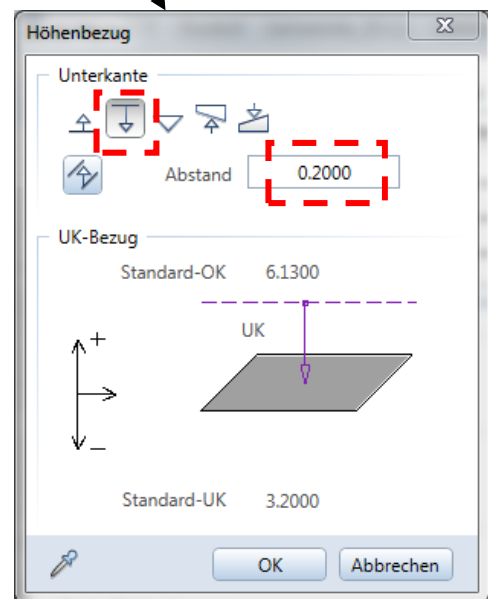 Höhenbezug
Unterkante
Abstand 0.2000
UK-Bezug
Standard-OK 6.1300
+
UK
–
Standard-UK 3.2000
OK Abbrechen